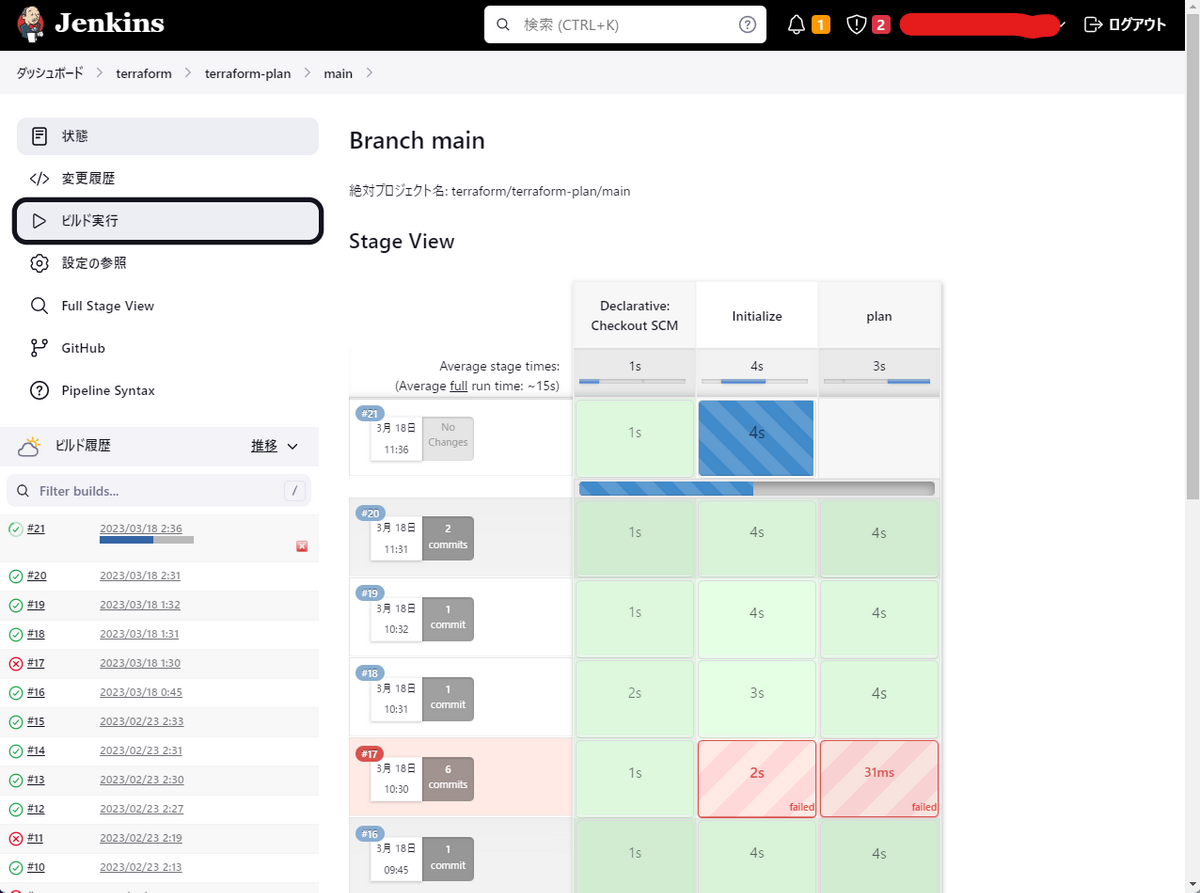 Jenkins
検索 (CTRL+K)
1
2
ログアウト
ダッシュボード
terraform
terraform-plan
main
状態
変更履歴
ビルド実行
設定の参照
Full Stage View
GitHub
Pipeline Syntax
ビルド履歴
推移
Filter builds...
/
#21
2023/03/18 2:36
#20
2023/03/18 2:31
#19
2023/03/18 1:32
#18
2023/03/18 1:31
#17
2023/03/18 1:30
#16
2023/03/18 0:45
#15
2023/02/23 2:33
#14
2023/02/23 2:31
#13
2023/02/23 2:30
#12
2023/02/23 2:27
#11
2023/02/23 2:19
#10
2023/02/23 2:13
Branch main
絶対プロジェクト名: terraform/terraform-plan/main
Stage View
Declarative:
Checkout SCM
Initialize
plan
Average stage times:
(Average full run time: ~15s)
1s
4s
3s
#21
3月 18日
11:36
No
Changes
1s
4s
#20
3月 18日
11:31
2
commits
1s
4s
4s
#19
3月 18日
10:32
1
commit
1s
4s
4s
#18
3月 18日
10:31
1
commit
2s
3s
4s
#17
3月 18日
10:30
6
commits
1s
2s
failed
31ms
failed
#16
3月 18日
09:45
1
commit
1s
4s
4s